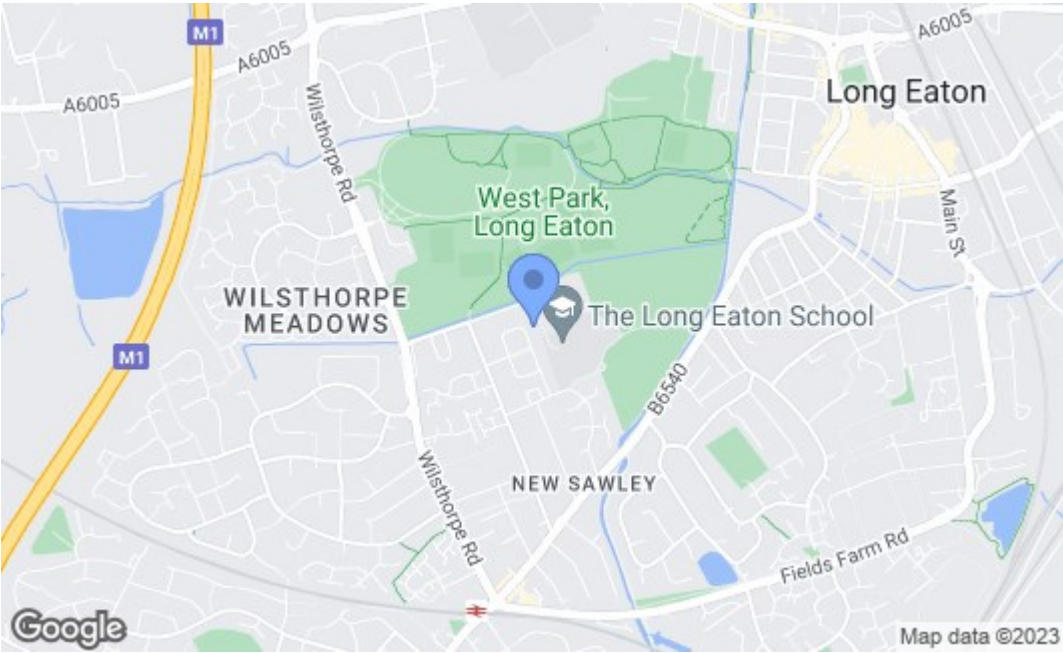 M1
A6005
A6005
A6005
Long Eaton
Wilsthorpe Rd
West Park,
Long Eaton
Main St
WILSTHORPE
MEADOWS
The Long Eaton School
M1
B6540
Wilsthorpe Rd
NEW SAWLEY
Fields Farm Rd
Google
Map data ©2023